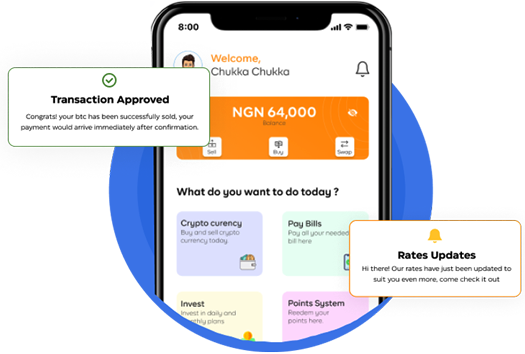 8:00
Welcome,
Chukka Chukka
Transaction Approved
Congrats! your btc has been successfully sold, your
payment would arrive immediately after confirmation.
NGN 64,000
Balance
Sell
Buy
Swap
What do you want to do today ?
Crypto currency
Buy and sell crypto
currency today
Pay Bills
Pay all your needed
bill here
Rates Updates
Hi there! Our rates have just been updated to
suit you even more, come check it out
Invest
Invest in daily and
monthly plans
Points System
Reedem your
points here.